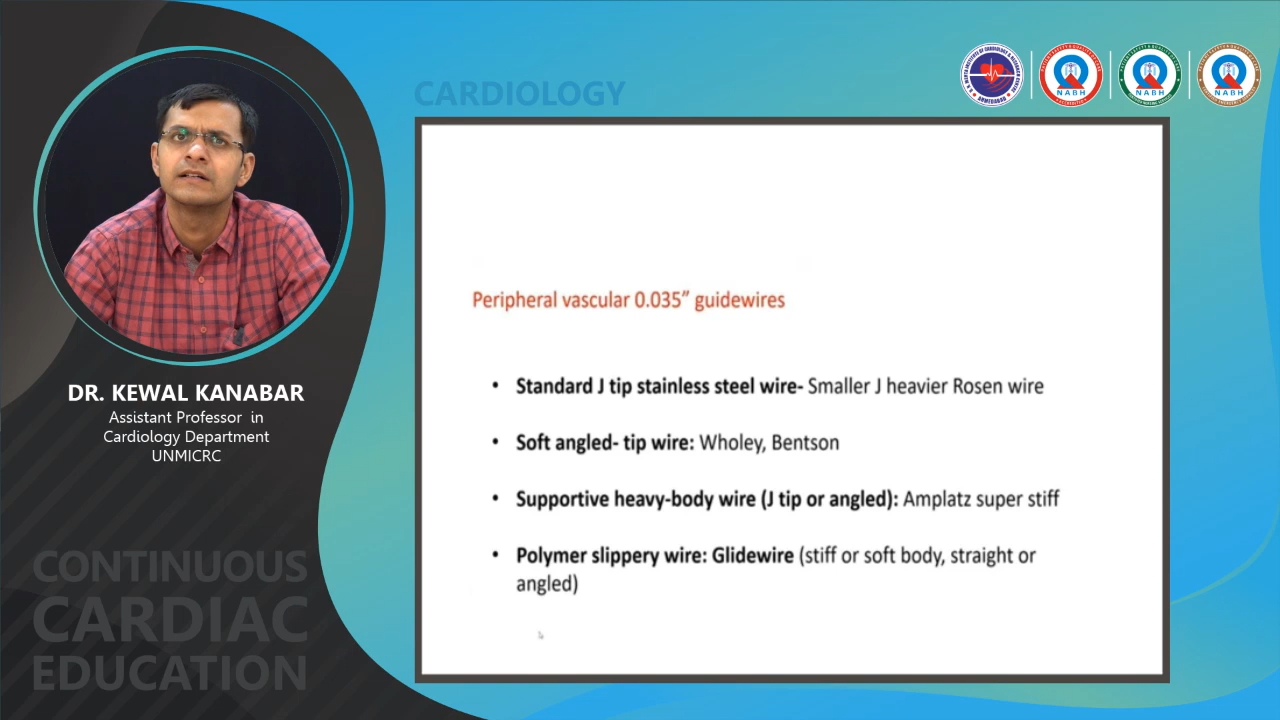 CARDIOLOGY
NABH
NABH
NABH
Peripheral vascular 0.035” guidewires
• Standard J tip stainless steel wire- Smaller J heavier Rosen wire
• Soft angled- tip wire: Wholey, Bentson
• Supportive heavy-body wire (J tip or angled): Amplatz super stiff
• Polymer slippery wire: Glidewire (stiff or soft body, straight or
angled)
DR. KEWAL KANABAR
Assistant Professor in
Cardiology Department
UNMICRC
CONTINUOUS
CARDIAC
EDUCATION